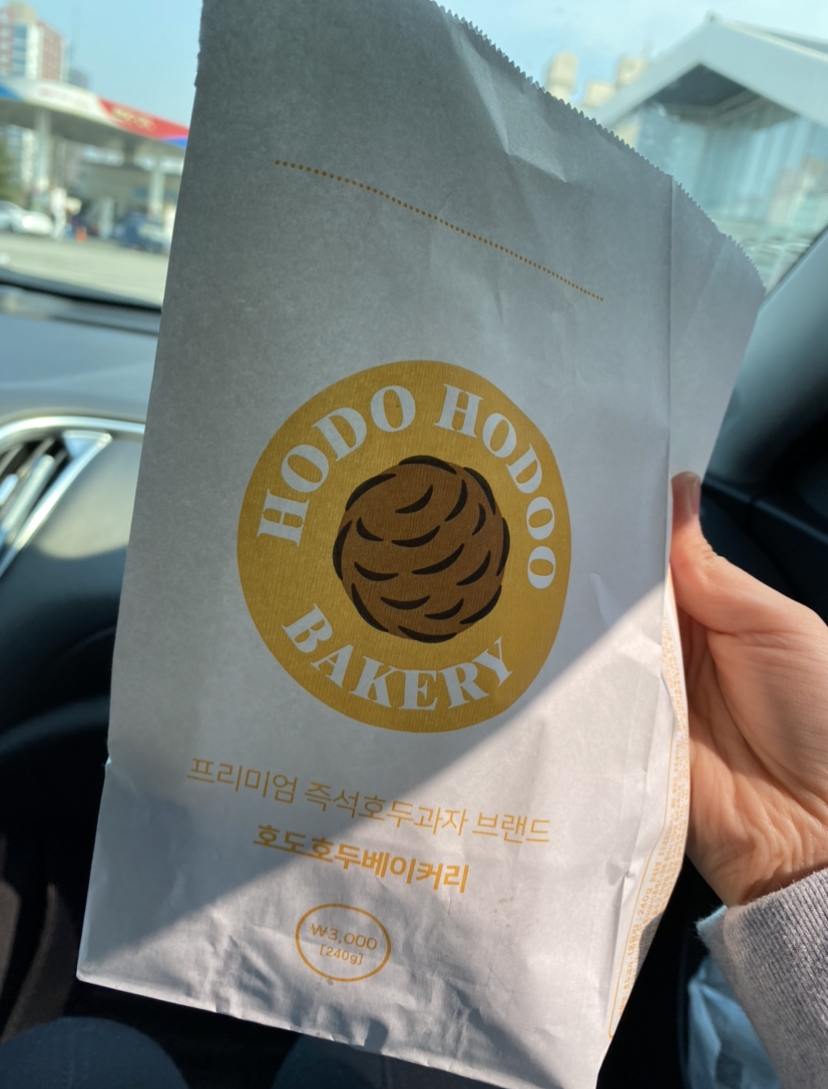 HODO HODOO
BAKERY
프리미엄 즉석호두과자 브랜드
호도호두베이커리
₩3,000
[240g]